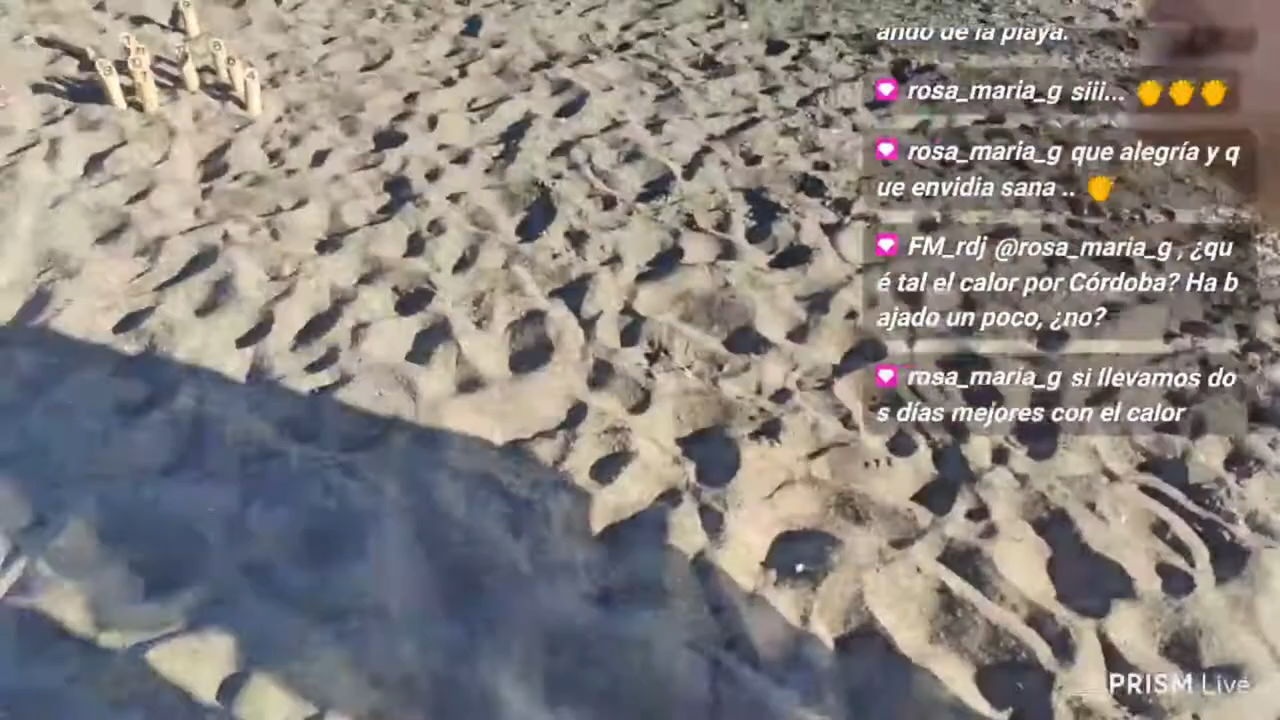 ando de la playa.
rosa_maria_g siii... 👏👏👏
rosa_maria_g que alegría y q
ue envidia sana .. 👏
FM_rdj @rosa_maria_g , ¿qu
é tal el calor por Córdoba? Ha b
ajado un poco, ¿no?
rosa_maria_g si llevamos do
s días mejores con el calor
PRISM Live